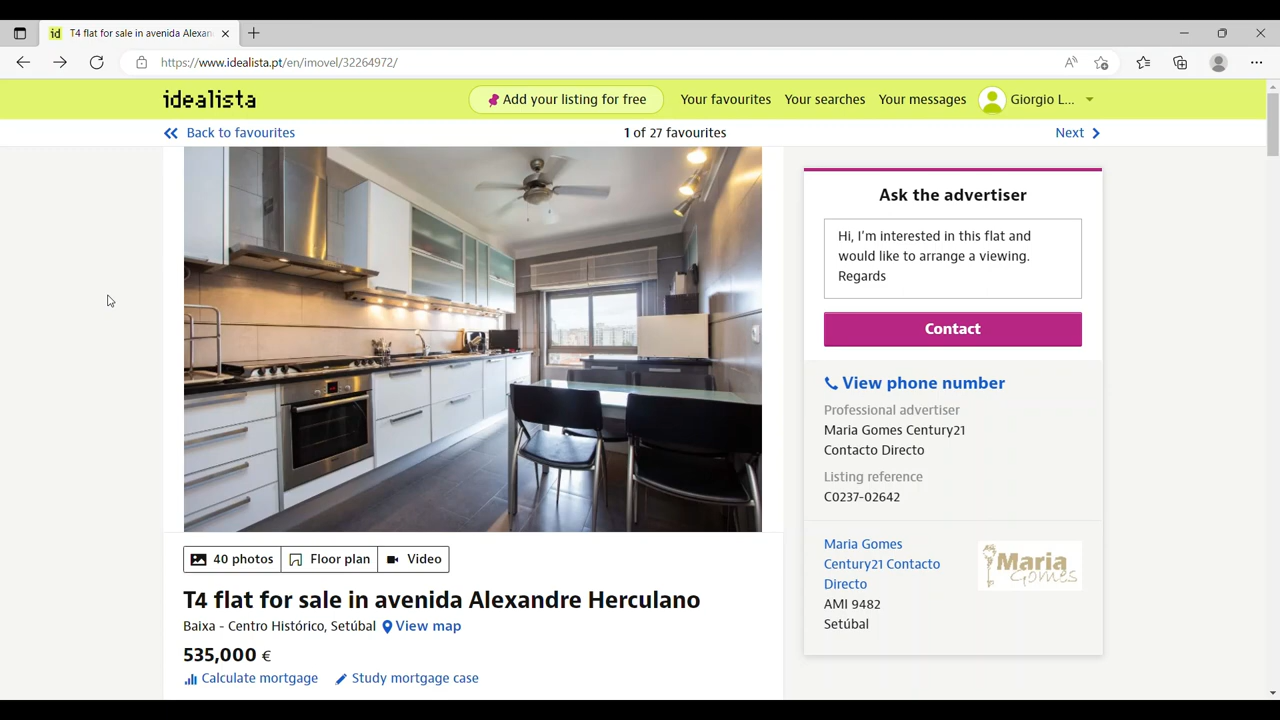 T4 flat for sale in avenida Alexan
https://www.idealista.pt/en/imovel/32264972/
idealista
Add your listing for free
Your favourites
Your searches
Your messages
Giorgio L...
Back to favourites
1 of 27 favourites
Next
Ask the advertiser
Hi, I'm interested in this flat and
would like to arrange a viewing.
Regards
Contact
View phone number
Professional advertiser
Maria Gomes Century21
Contacto Directo
Listing reference
C0237-02642
Maria Gomes
Century21 Contacto
Directo
AMI 9482
Setúbal
Maria
Gomes
40 photos
Floor plan
Video
T4 flat for sale in avenida Alexandre Herculano
Baixa - Centro Histórico, Setúbal View map
535,000 €
Calculate mortgage
Study mortgage case